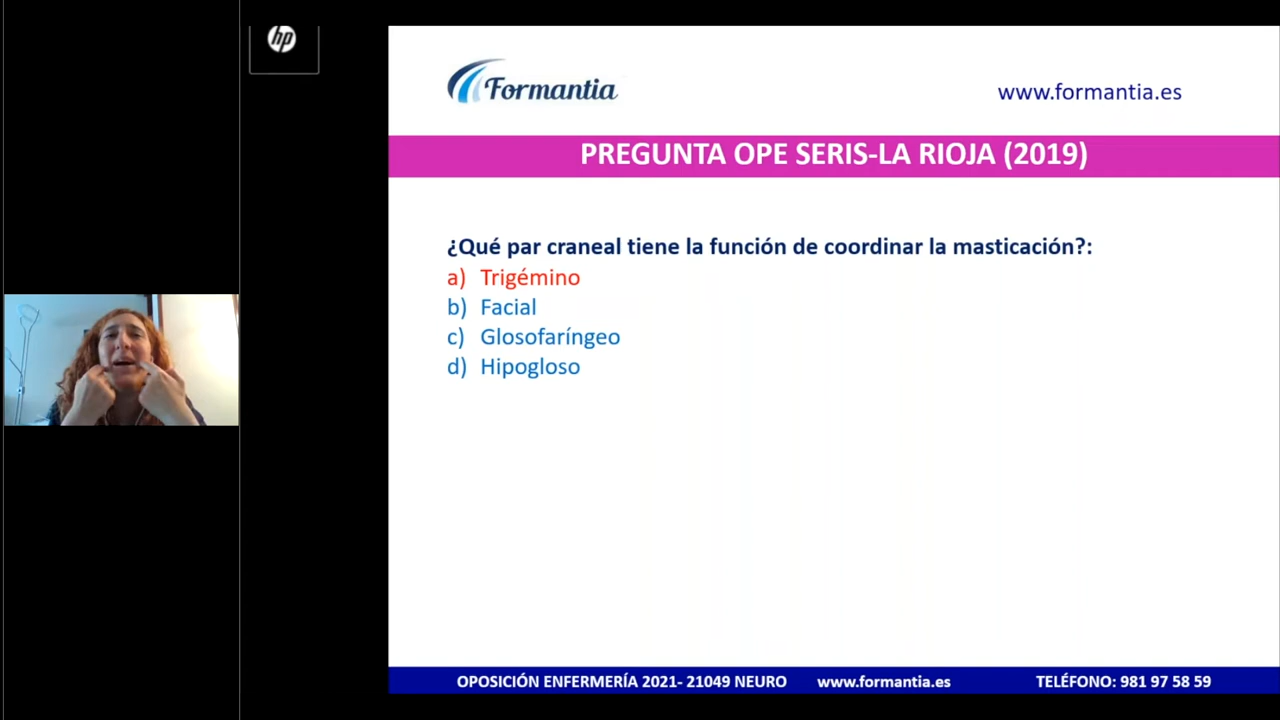 hp
Formantia
www.formantia.es
PREGUNTA OPE SERIS-LA RIOJA (2019)
¿Qué par craneal tiene la función de coordinar la masticación?:
a) Trigémino
b) Facial
c) Glosofaríngeo
d) Hipogloso
OPOSICIÓN ENFERMERÍA 2021- 21049 NEURO www.formantia.es TELÉFONO: 981 97 58 59